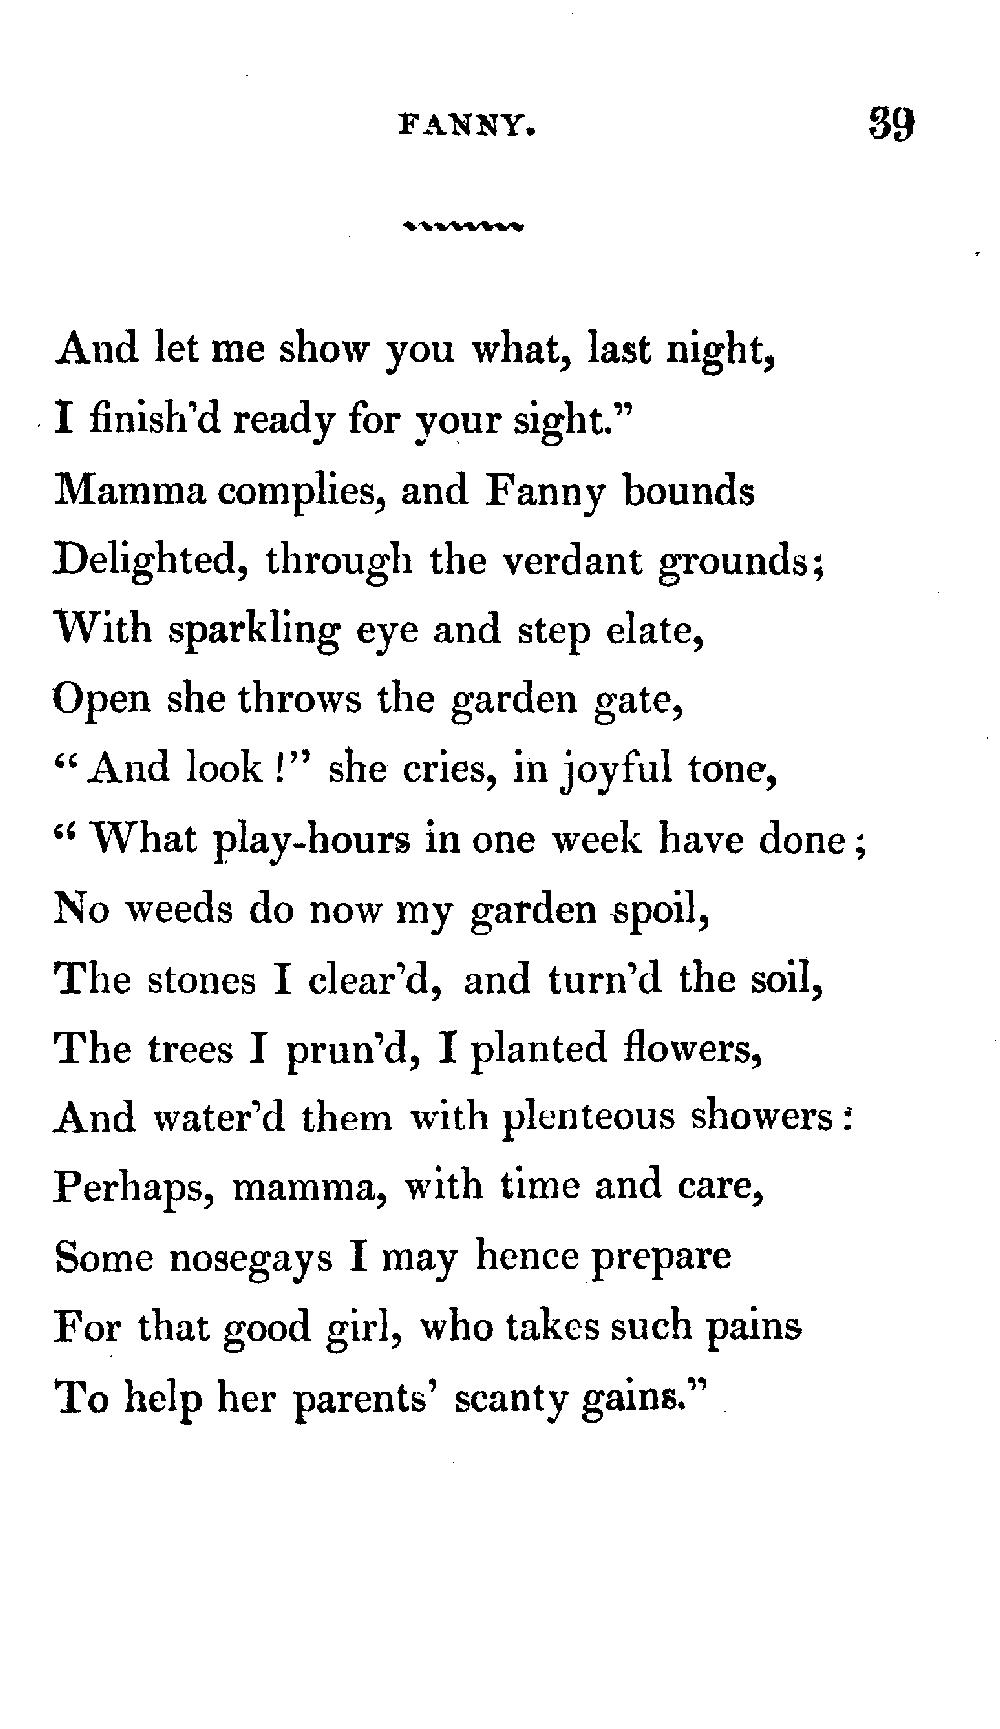 FANNY. 39
And let me show you what, last night,
I finish'd ready for your sight."
Mamma complies, and Fanny bounds
Delighted, through the verdant grounds;
With sparkling eye and step elate,
Open she throws the garden gate,
"And look!" she cries, in joyful tone,
"What play-hours in one week have done;
No weeds do now my garden spoil,
The stones I clear'd, and turn'd the soil,
The trees I prun'd, I planted flowers,
And water'd them with plenteous showers:
Perhaps, mamma, with time and care,
Some nosegays I may hence prepare
For that good girl, who takes such pains
To help her parents' scanty gains."